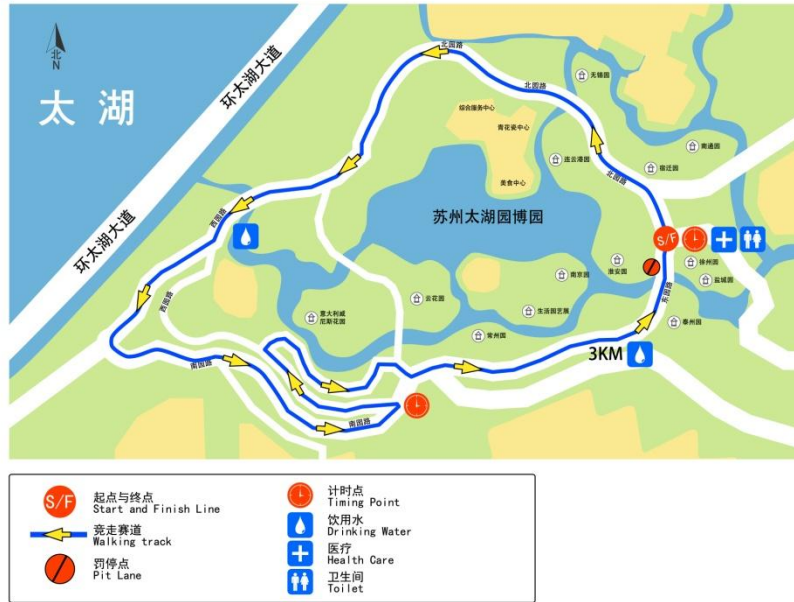 北
N
太 湖
环太湖大道
环太湖大道
北园路
北园路
北园路
无锡园
综合服务中心
青花瓷中心
美食中心
连云港园
南通园
宿迁园
苏州太湖园博园
S/F
徐州园
盐城园
淮安园
南京园
东园路
泰州园
西园路
西园路
云花园
意大利威
尼斯花园
生活园艺展
常州园
3KM
南园路
南园路
S/F
起点与终点
Start and Finish Line
竞走赛道
Walking track
罚停点
Pit Lane
计时点
Timing Point
饮用水
Drinking Water
医疗
Health Care
卫生间
Toilet